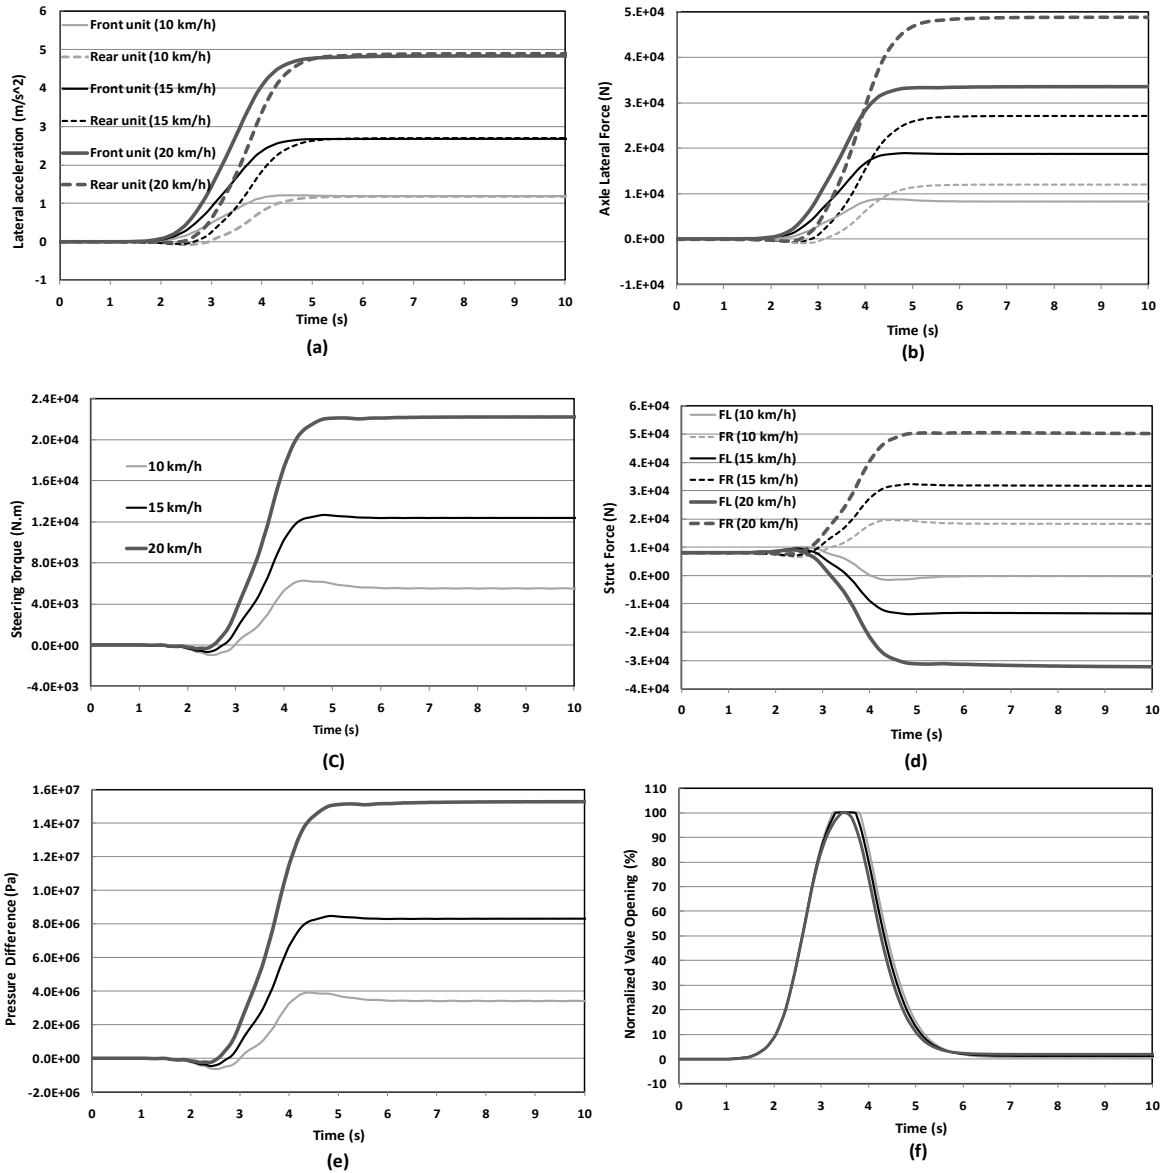 6
5
4
3
2
1
0
-1
Lateral acceleration (m/s^2)
Front unit (10 km/h)
Rear unit (10 km/h)
Front unit (15 km/h)
Rear unit (15 km/h)
Front unit (20 km/h)
Rear unit (20 km/h)
0 1 2 3 4 5 6 7 8 9 10
Time (s)
(a)
5.E+04
4.E+04
3.E+04
2.E+04
1.E+04
0.E+00
-1.E+04
Axle Lateral Force (N)
0 1 2 3 4 5 6 7 8 9 10
Time (s)
(b)
2.4E+04
2.0E+04
1.6E+04
1.2E+04
8.0E+03
4.0E+03
0.0E+00
-4.0E+03
Steering Torque (N.m)
10 km/h
15 km/h
20 km/h
0 1 2 3 4 5 6 7 8 9 10
Time (s)
(C)
6.E+04
5.E+04
4.E+04
3.E+04
2.E+04
1.E+04
0.E+00
-1.E+04
-2.E+04
-3.E+04
-4.E+04
Strut Force (N)
FL (10 km/h)
FR (10 km/h)
FL (15 km/h)
FR (15 km/h)
FL (20 km/h)
FR (20 km/h)
0 1 2 3 4 5 6 7 8 9 10
Time (s)
(d)
1.6E+07
1.4E+07
1.2E+07
1.0E+07
8.0E+06
6.0E+06
4.0E+06
2.0E+06
0.0E+00
-2.0E+06
Pressure Difference (Pa)
0 1 2 3 4 5 6 7 8 9 10
Time (s)
(e)
110
100
90
80
70
60
50
40
30
20
10
0
-10
Normalized Valve Opening (%)
0 1 2 3 4 5 6 7 8 9 10
Time (s)
(f)